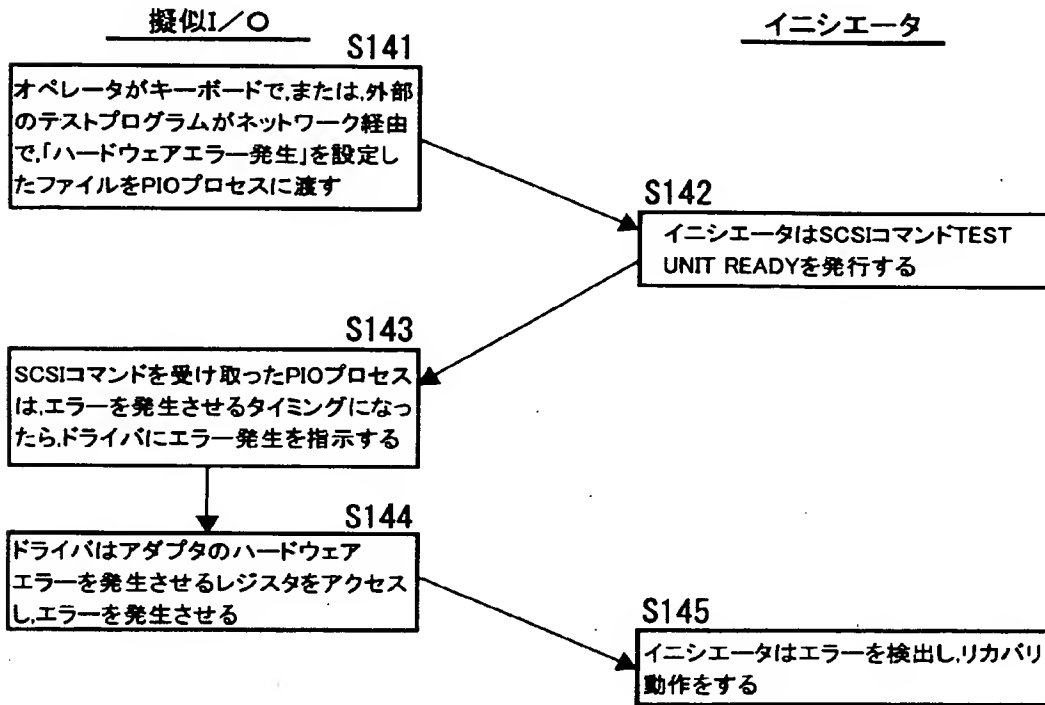 擬似I/O
イニシエータ
S141
オペレータがキーボードで,または,外部
のテストプログラムがネットワーク経由
で,「ハードウェアエラー発生」を設定し
たファイルをPIOプロセスに渡す
S142
イニシエータはSCSIコマンドTEST
UNIT READYを発行する
S143
SCSIコマンドを受け取ったPIOプロセス
は,エラーを発生させるタイミングになっ
たら,ドライバにエラー発生を指示する
S144
ドライバはアダプタのハードウェア
エラーを発生させるレジスタをアクセス
し,エラーを発生させる
S145
イニシエータはエラーを検出し,リカバリ
動作をする